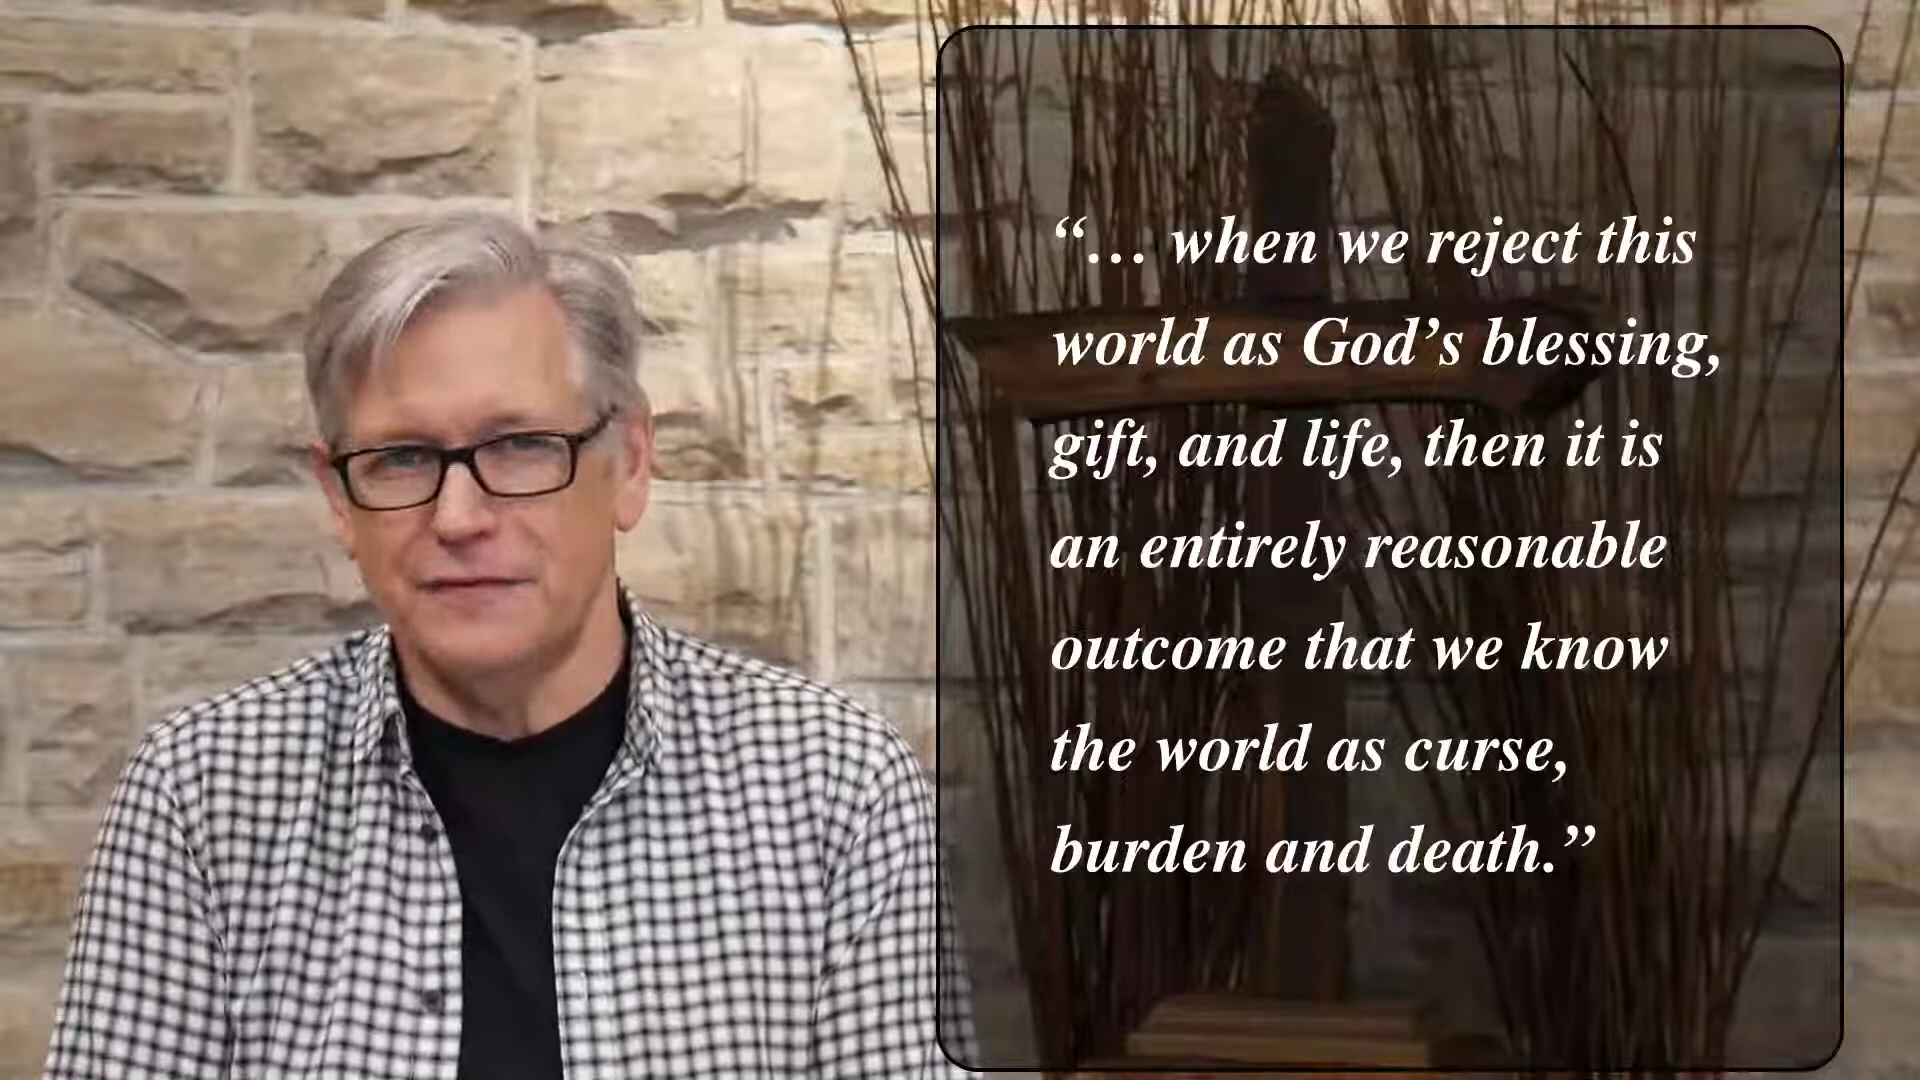 “… when we reject this
world as God’s blessing,
gift, and life, then it is
an entirely reasonable
outcome that we know
the world as curse,
burden and death.”